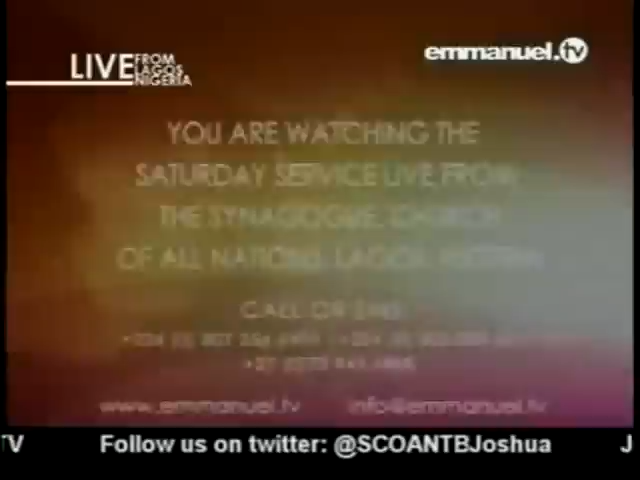 LIVE FROM LAGOS NIGERIA
emmanuel.tv
YOU ARE WATCHING THE
SATURDAY SERVICE LIVE FROM
THE SYNAGOGUE, CHURCH
OF ALL NATIONS, LAGOS, NIGERIA
CALL OR SMS
www.emmanuel.tv info@emmanuel.tv
TV Follow us on twitter: @SCOANTBJoshua J